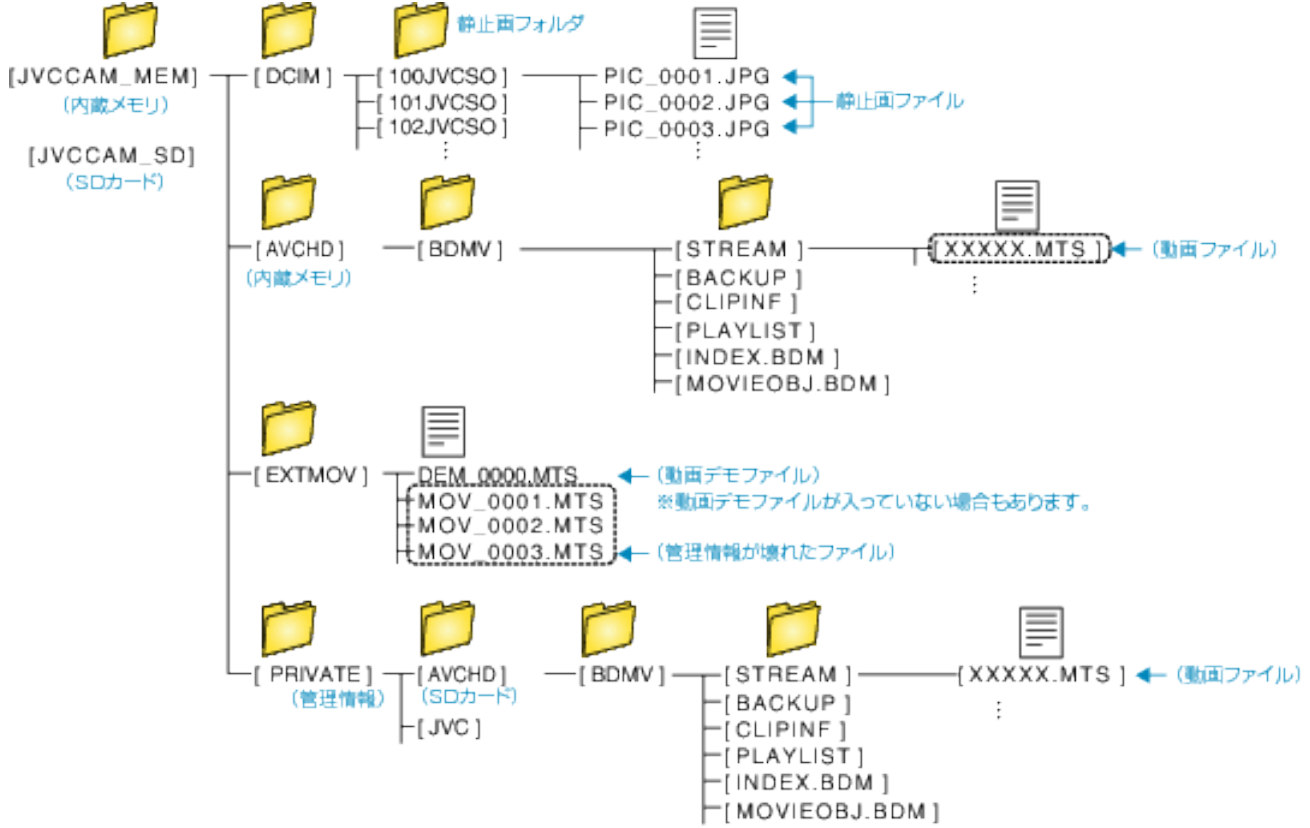 静止画フォルダ
[JVCCAM_MEM] [DCIM] [100JVCSO] PIC_0001.JPG
(内蔵メモリ) [101JVCSO] PIC_0002.JPG 静止画ファイル
[102JVCSO] PIC_0003.JPG
[JVCCAM_SD]
(SDカード)
[AVCHD] [BDMV] [STREAM] [XXXXX.MTS] (動画ファイル)
(内蔵メモリ) [BACKUP]
[CLIPINF]
[PLAYLIST]
[INDEX.BDM]
[MOVIEOBJ.BDM]
[EXTMOV] DEM_0000.MTS (動画デモファイル)
MOV_0001.MTS ※動画デモファイルが入っていない場合もあります。
MOV_0002.MTS
MOV_0003.MTS (管理情報が壊れたファイル)
[PRIVATE] [AVCHD] [BDMV] [STREAM] [XXXXX.MTS] (動画ファイル)
(管理情報) (SDカード) [BACKUP]
[JVC] [CLIPINF]
[PLAYLIST]
[INDEX.BDM]
[MOVIEOBJ.BDM]